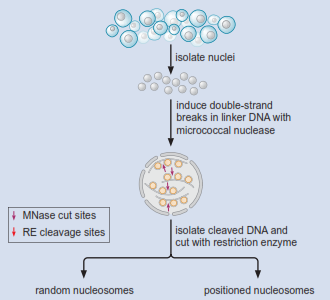 isolate nuclei
induce double-strand
breaks in linker DNA with
micrococcal nuclease
MNase cut sites
RE cleavage sites
isolate cleaved DNA and
cut with restriction enzyme
random nucleosomes
positioned nucleosomes